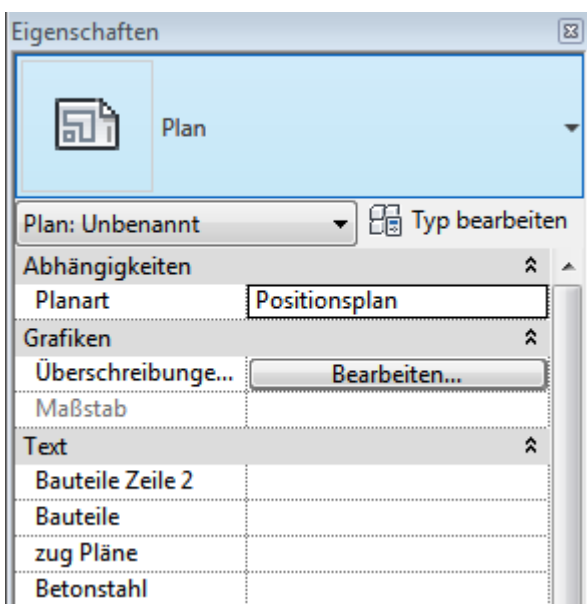 Eigenschaften
Plan
Plan: Unbenannt
Typ bearbeiten
Abhängigkeiten
Planart Positionsplan
Grafiken
Überschreibunge... Bearbeiten...
Maßstab
Text
Bauteile Zeile 2
Bauteile
zug Pläne
Betonstahl